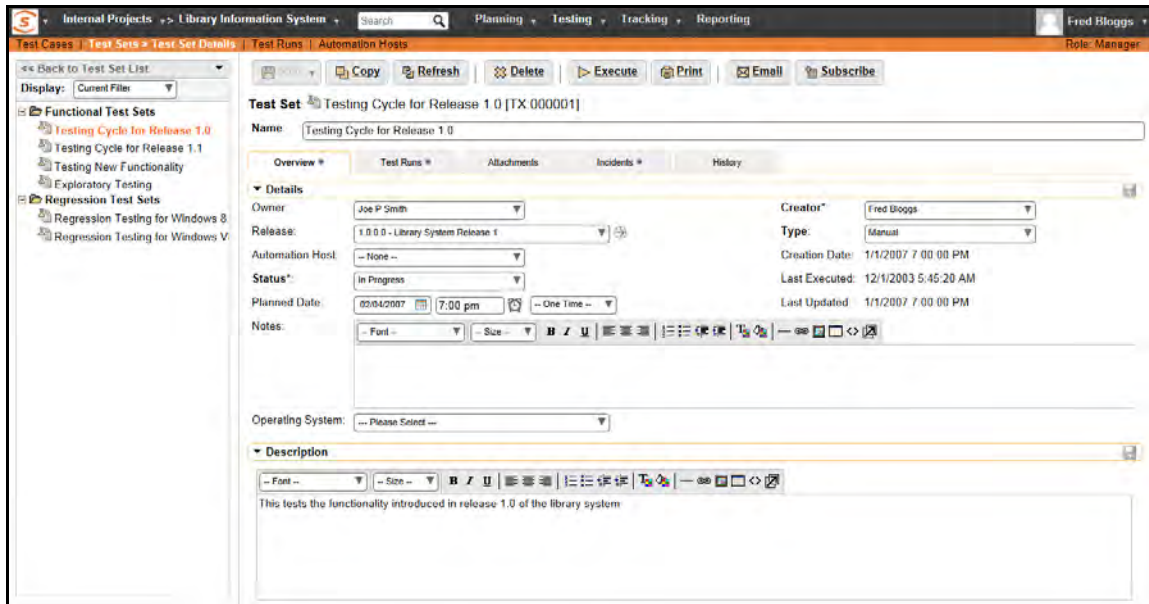 Internal Projects > Library Information System Search Planning Testing Tracking Reporting Fred Bloggs
Test Cases | Test Sets > Test Set Details | Test Runs | Automation Hosts Role: Manager
<< Back to Test Set List
Display: Current Filter
Functional Test Sets
Testing Cycle for Release 1.0
Testing Cycle for Release 1.1
Testing New Functionality
Exploratory Testing
Regression Test Sets
Regression Testing for Windows 8
Regression Testing for Windows V
Copy Refresh Delete Execute Print Email Subscribe
Test Set Testing Cycle for Release 1.0 [TX 000001]
Name Testing Cycle for Release 1.0
Overview * Test Runs * Attachments Incidents * History
Details
Owner Joe P Smith Creator* Fred Bloggs
Release: 1.0.0.0 - Library System Release 1 Type: Manual
Automation Host -- None -- Creation Date: 1/1/2007 7:00:00 PM
Status*: In Progress Last Executed: 12/1/2003 5:45:20 AM
Planned Date 02/04/2007 7:00 pm -- One Time -- Last Updated 1/1/2007 7:00:00 PM
Notes: -- Font -- -- Size -- B I U
Operating System: --- Please Select ---
Description
-- Font -- -- Size -- B I U
This tests the functionality introduced in release 1.0 of the library system